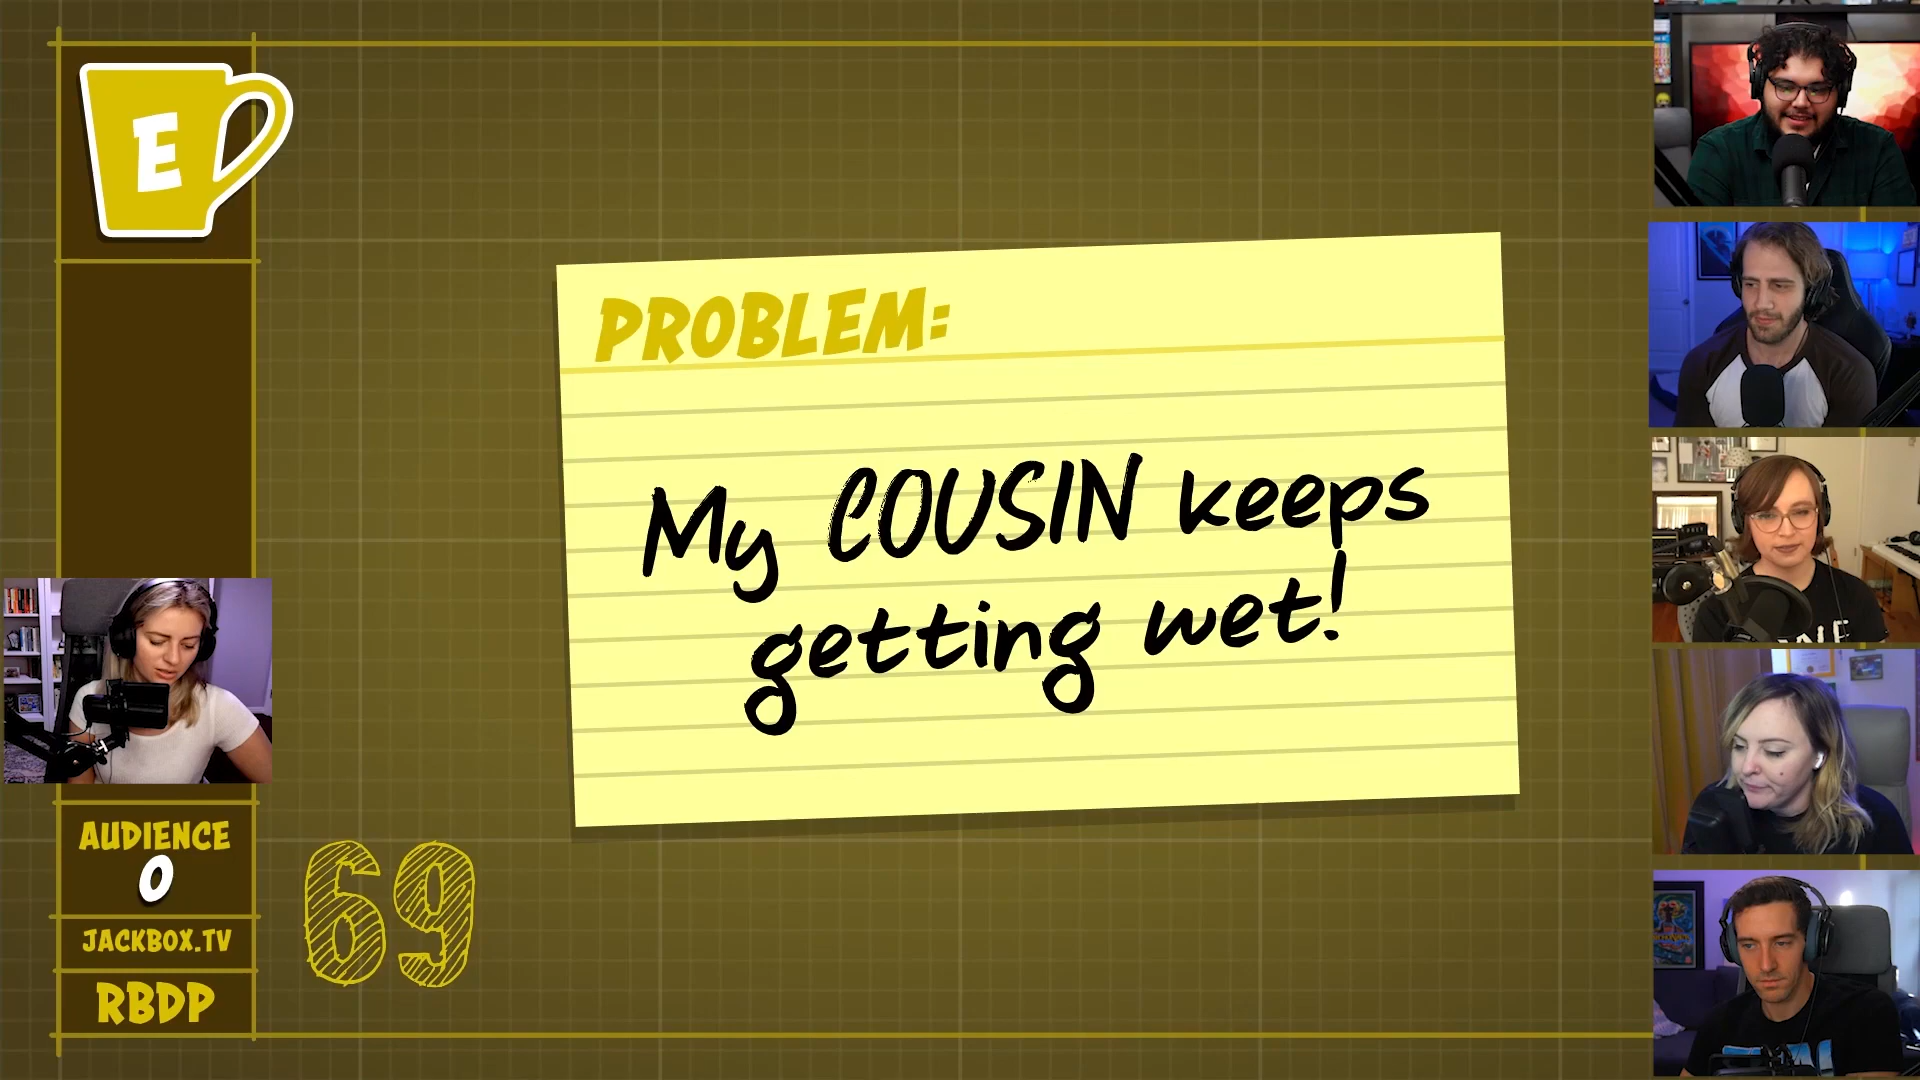 E
PROBLEM:
My COUSIN keeps
getting wet!
AUDIENCE
0
JACKBOX.TV
RBDP
69